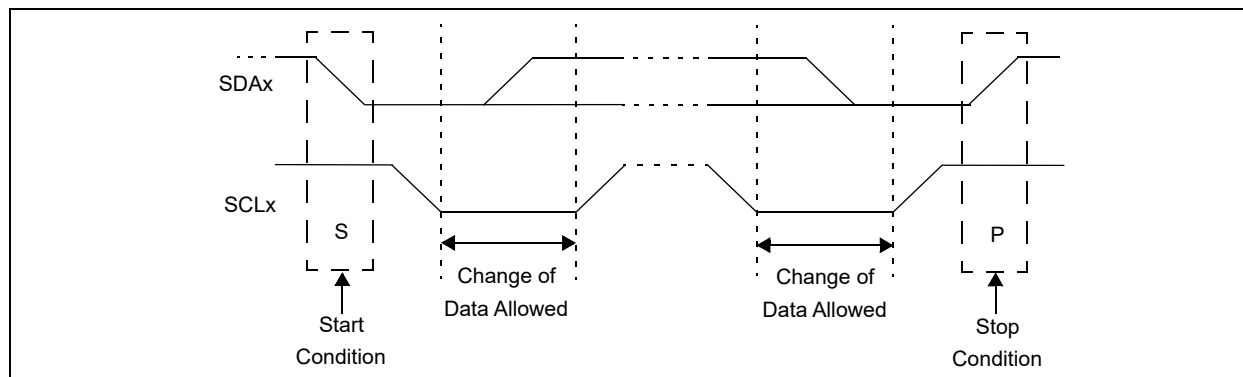 SDAx
SCLx
S
P
Change of
Data Allowed
Change of
Data Allowed
Start
Condition
Stop
Condition